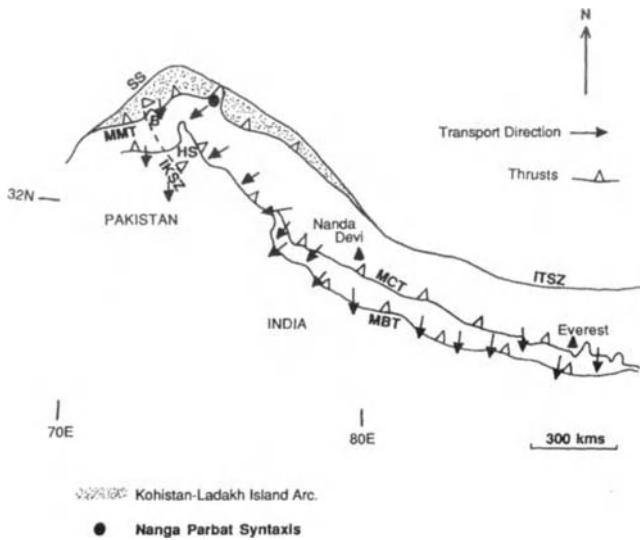 N
SS
B
MMT
HS
IKSZ
Transport Direction
Thrusts
32N
PAKISTAN
Nanda
Devi
MCT
ITSZ
INDIA
MBT
Everest
70E
80E
300 kms
Kohistan-Ladakh Island Arc.
Nanga Parbat Syntaxis